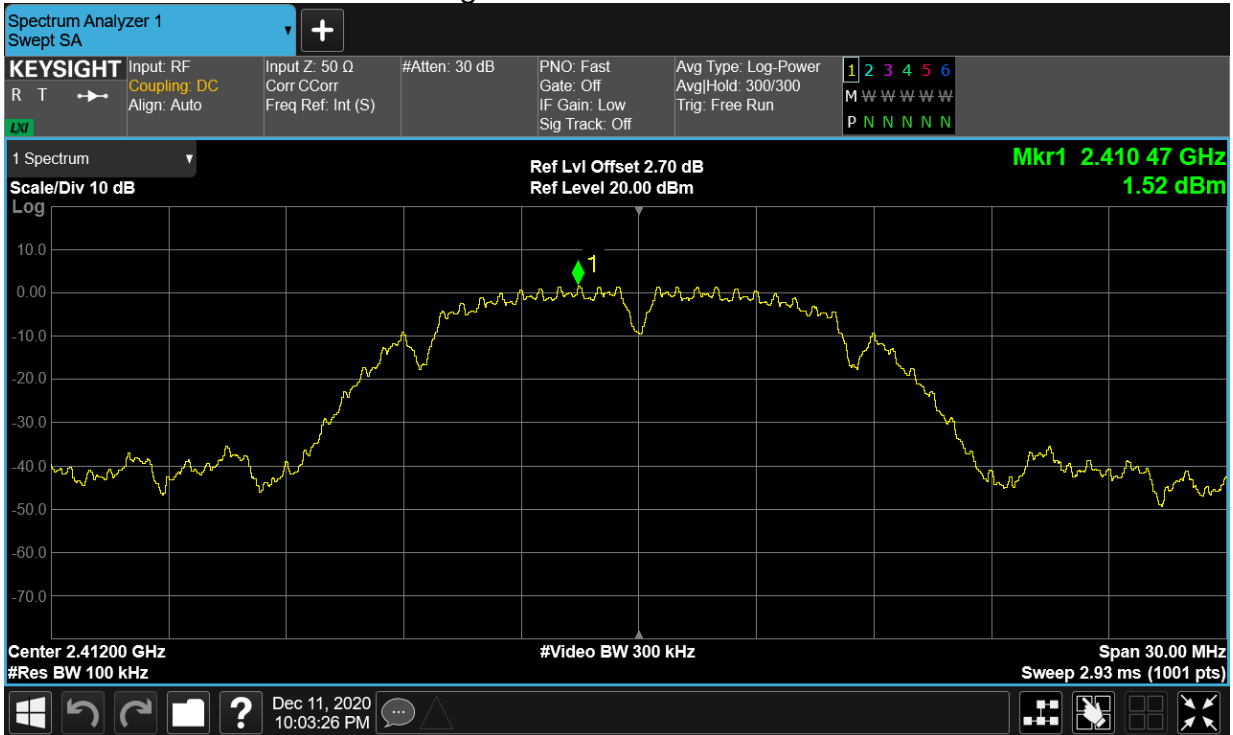 Spectrum Analyzer 1
Swept SA
KEYSIGHT
R T
LXI
Input: RF
Coupling: DC
Align: Auto
Input Z: 50 Ω
Corr CCorr
Freq Ref: Int (S)
#Atten: 30 dB
PNO: Fast
Gate: Off
IF Gain: Low
Sig Track: Off
Avg Type: Log-Power
Avg|Hold: 300/300
Trig: Free Run
1 2 3 4 5 6
M W W W W W
P N N N N N
1 Spectrum
Scale/Div 10 dB
Log
Ref Lvl Offset 2.70 dB
Ref Level 20.00 dBm
Mkr1 2.410 47 GHz
1.52 dBm
10.0
0.00
-10.0
-20.0
-30.0
-40.0
-50.0
-60.0
-70.0
1
Center 2.41200 GHz
#Res BW 100 kHz
#Video BW 300 kHz
Span 30.00 MHz
Sweep 2.93 ms (1001 pts)
?
Dec 11, 2020
10:03:26 PM